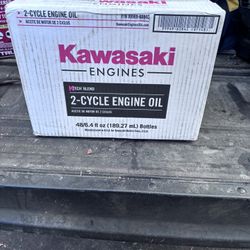 2-CYCLE ENGINE OIL
ACEITE DE MOTOR DE 2 CICLOS
Kawasaki
ENGINES
K TECH BLEND
2-CYCLE ENGINE OIL
ACEITE DE MOTOR DE 2 CICLOS
48/6.4 fl oz (189.27 mL) Bottles